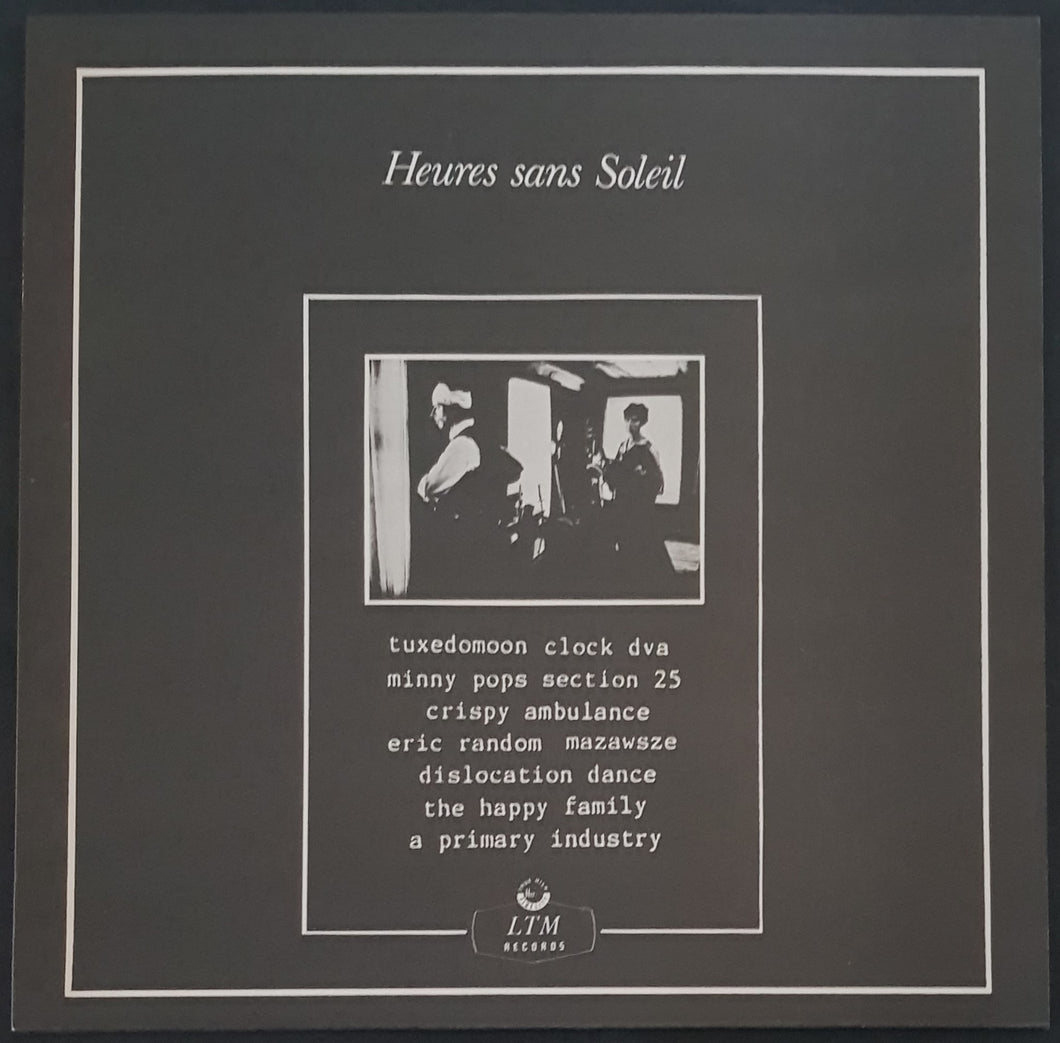 Heures sans Soleil
tuxedomoon clock dva
minny pops section 25
crispy ambulance
eric random mazawsze
dislocation dance
the happy family
a primary industry
LTM
RECORDS